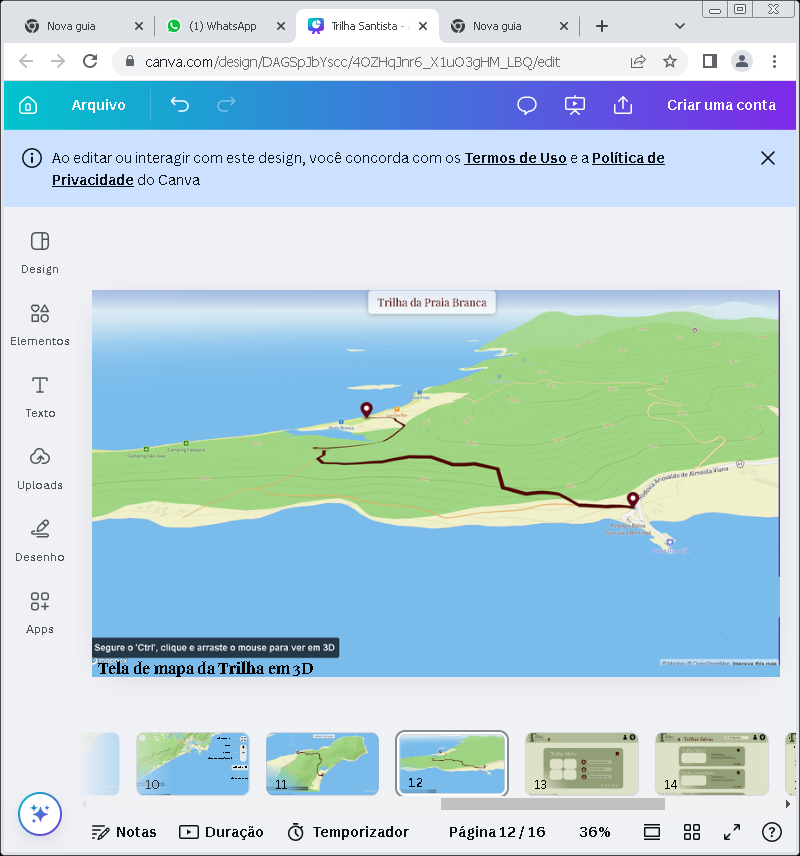 Nova guia
(1) WhatsApp
Trilha Santista -
Nova guia
canva.com/design/DAGSpJbYscc/4OZHqJnr6_X1uO3gHM_LBQ/edit
Arquivo
Criar uma conta
Ao editar ou interagir com este design, você concorda com os Termos de Uso e a Política de
Privacidade do Canva
Design
Elementos
Texto
Uploads
Desenho
Apps
Trilha da Praia Branca
Praia Branca
Camping São José
Rodovia Ariovaldo de Almeida Viana
Segure o 'Ctrl', clique e arraste o mouse para ver em 3D
Tela de mapa da Trilha em 3D
© Mapbox © OpenStreetMap Improve this map
10
11
12
13
14
Trilhas Salvas
Notas
Duração
Temporizador
Página 12 / 16
36%